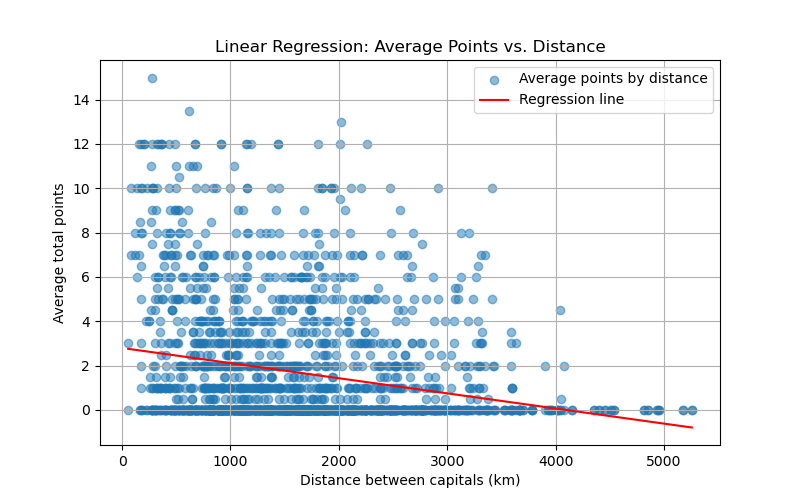 Linear Regression: Average Points vs. Distance
Average points by distance
Regression line
14
12
10
8
6
4
2
0
Average total points
0 1000 2000 3000 4000 5000
Distance between capitals (km)